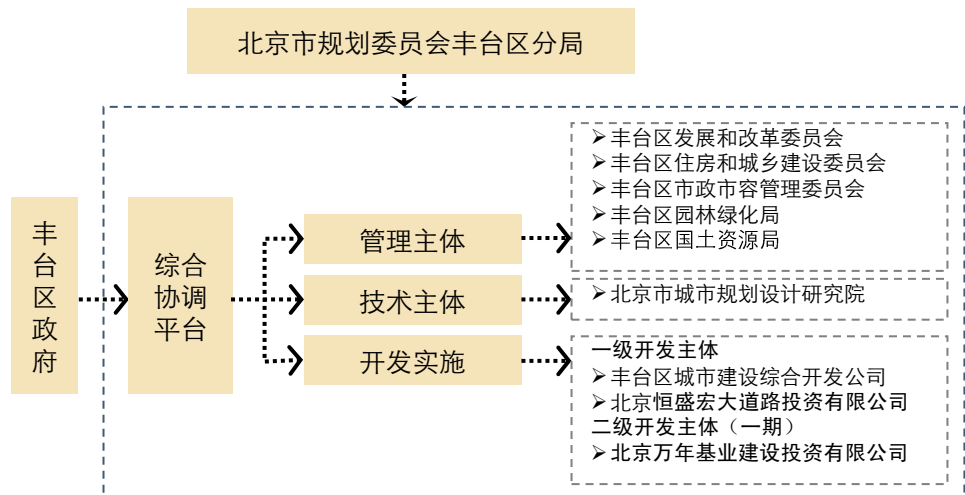 北京市规划委员会丰台区分局
丰台区政府
综合
协调
平台
管理主体
➢丰台区发展和改革委员会
➢丰台区住房和城乡建设委员会
➢丰台区市政市容管理委员会
➢丰台区园林绿化局
➢丰台区国土资源局
技术主体
➢北京市城市规划设计研究院
开发实施
一级开发主体
➢丰台区城市建设综合开发公司
➢北京恒盛宏大道路投资有限公司
二级开发主体（一期）
➢北京万年基业建设投资有限公司